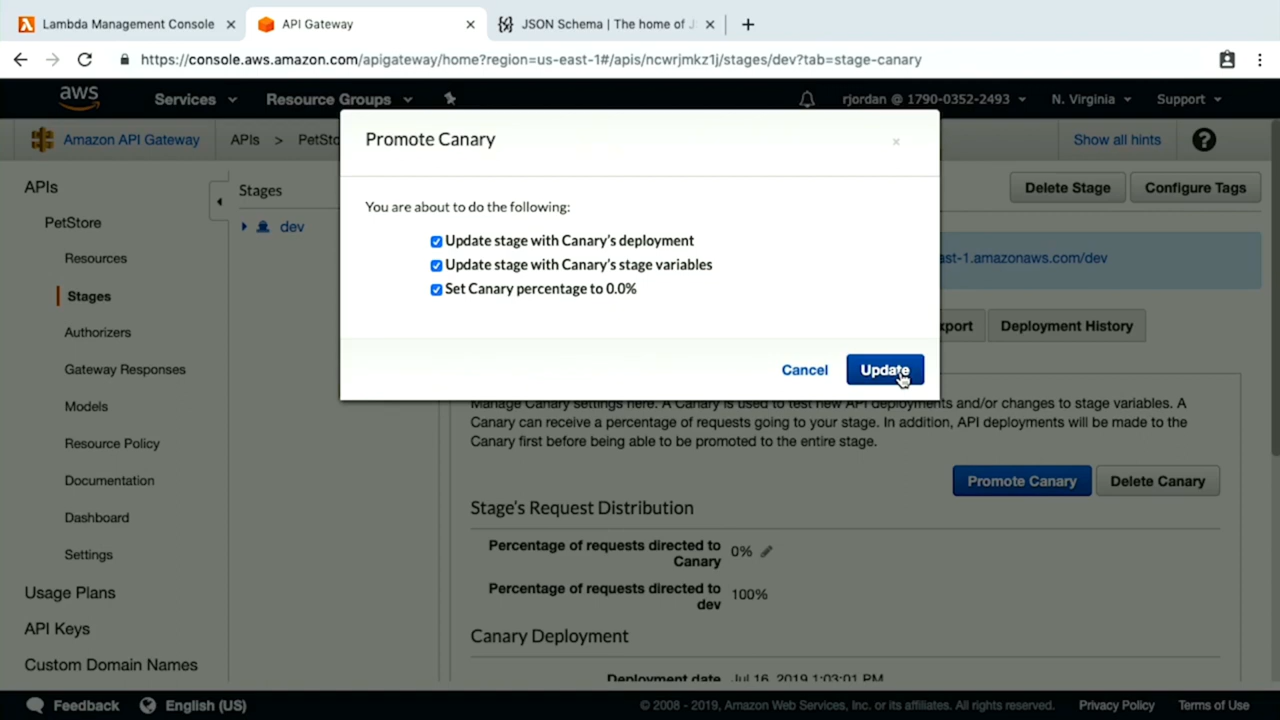 Lambda Management Console
API Gateway
JSON Schema | The home of J
https://console.aws.amazon.com/apigateway/home?region=us-east-1#/apis/ncwrjmkz1j/stages/dev?tab=stage-canary
aws
Services
Resource Groups
rjordan @ 1790-0352-2493
N. Virginia
Support
Amazon API Gateway
APIs > PetSto
Show all hints
?
Promote Canary
You are about to do the following:
Update stage with Canary's deployment
Update stage with Canary's stage variables
Set Canary percentage to 0.0%
Cancel
Update
APIs
PetStore
Resources
Stages
Authorizers
Gateway Responses
Models
Resource Policy
Documentation
Dashboard
Settings
Usage Plans
API Keys
Custom Domain Names
Stages
dev
Delete Stage
Configure Tags
ast-1.amazonaws.com/dev
xport
Deployment History
Manage Canary settings here. A Canary is used to test new API deployments and/or changes to stage variables. A
Canary can receive a percentage of requests going to your stage. In addition, API deployments will be made to the
Canary first before being able to be promoted to the entire stage.
Promote Canary
Delete Canary
Stage's Request Distribution
Percentage of requests directed to
Canary
0%
Percentage of requests directed to
dev
100%
Canary Deployment
Deployment date Jul 16, 2019 1:03:01 PM
Feedback
English (US)
© 2008 - 2019, Amazon Web Services, Inc. or its affiliates. All rights reserved.
Privacy Policy
Terms of Use